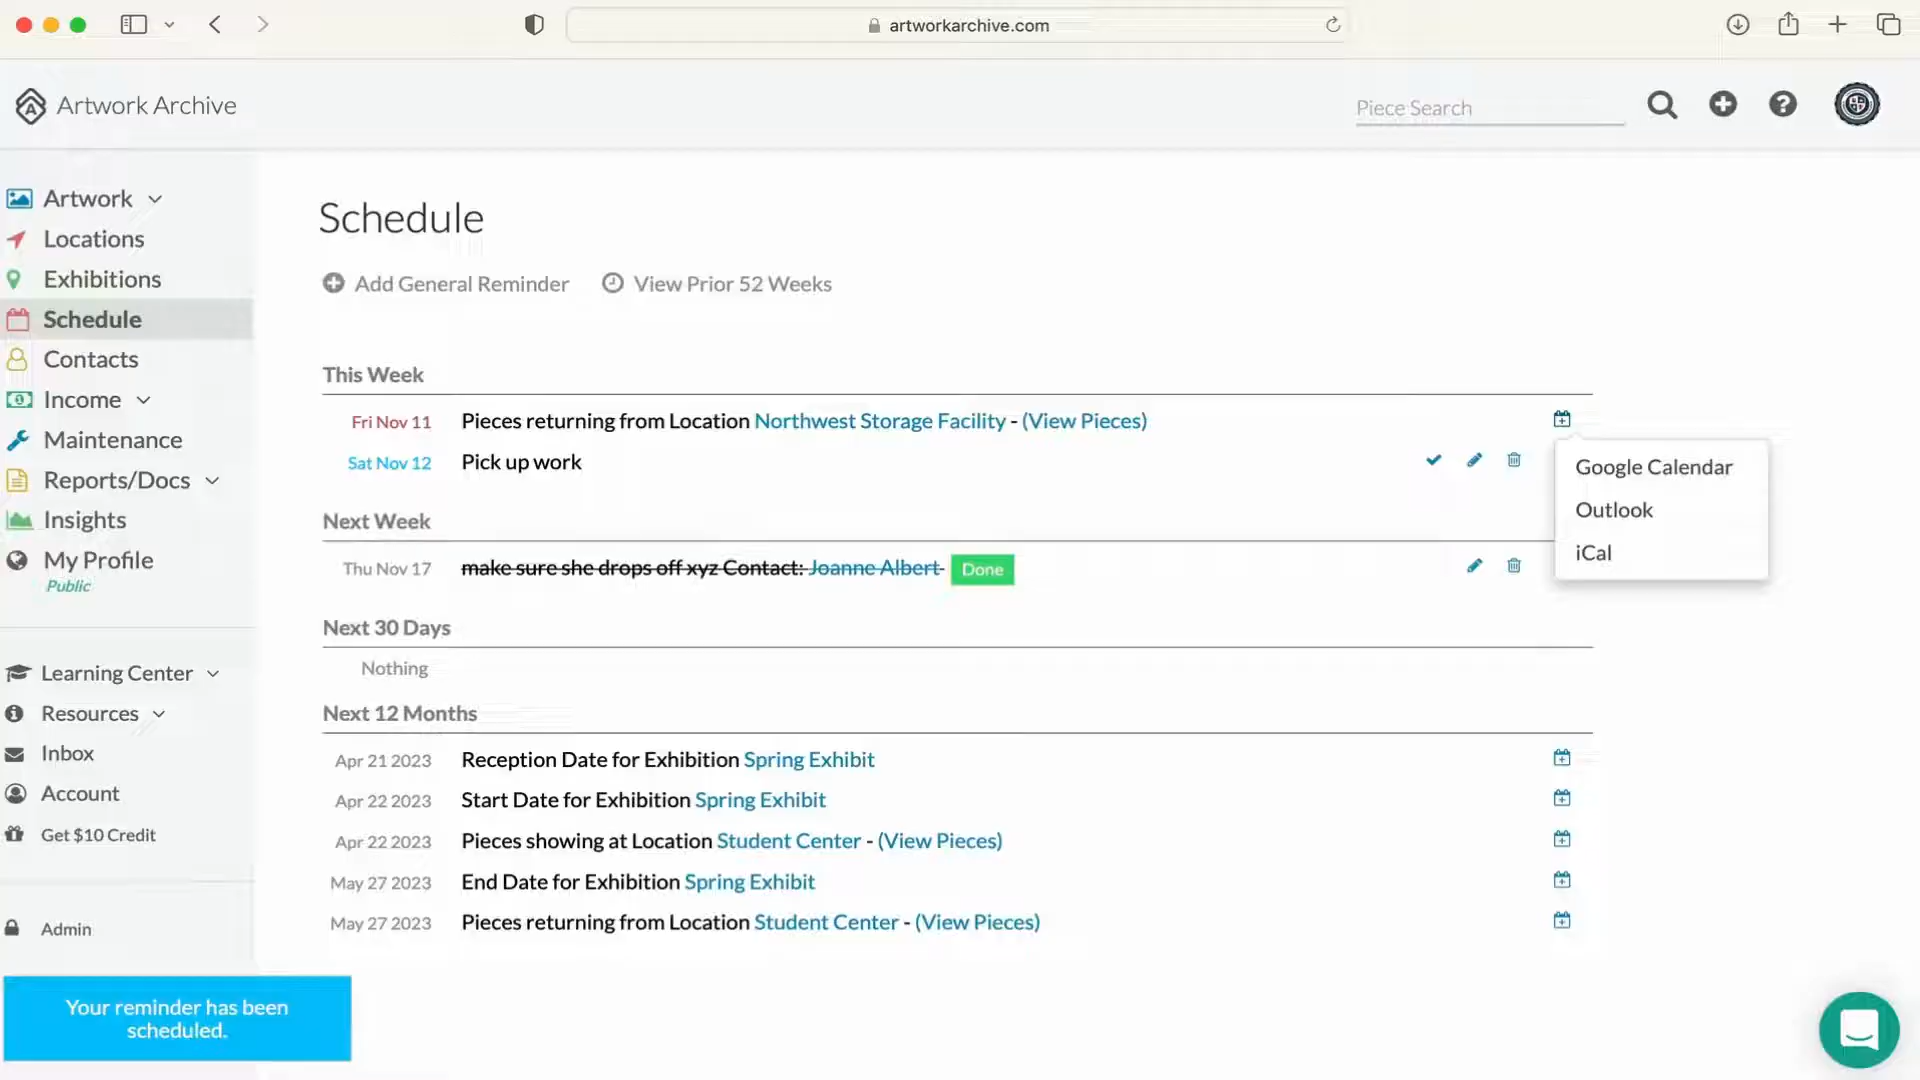 artworkarchive.com
Artwork Archive
Piece Search
Artwork
Locations
Exhibitions
Schedule
Contacts
Income
Maintenance
Reports/Docs
Insights
My Profile
Public
Learning Center
Resources
Inbox
Account
Get $10 Credit
Admin
Your reminder has been
scheduled.
Schedule
Add General Reminder View Prior 52 Weeks
This Week
Fri Nov 11 Pieces returning from Location Northwest Storage Facility - (View Pieces)
Sat Nov 12 Pick up work
Google Calendar
Outlook
iCal
Next Week
Thu Nov 17 make sure she drops off xyz Contact: Joanne Albert- Done
Next 30 Days
Nothing
Next 12 Months
Apr 21 2023 Reception Date for Exhibition Spring Exhibit
Apr 22 2023 Start Date for Exhibition Spring Exhibit
Apr 22 2023 Pieces showing at Location Student Center - (View Pieces)
May 27 2023 End Date for Exhibition Spring Exhibit
May 27 2023 Pieces returning from Location Student Center - (View Pieces)